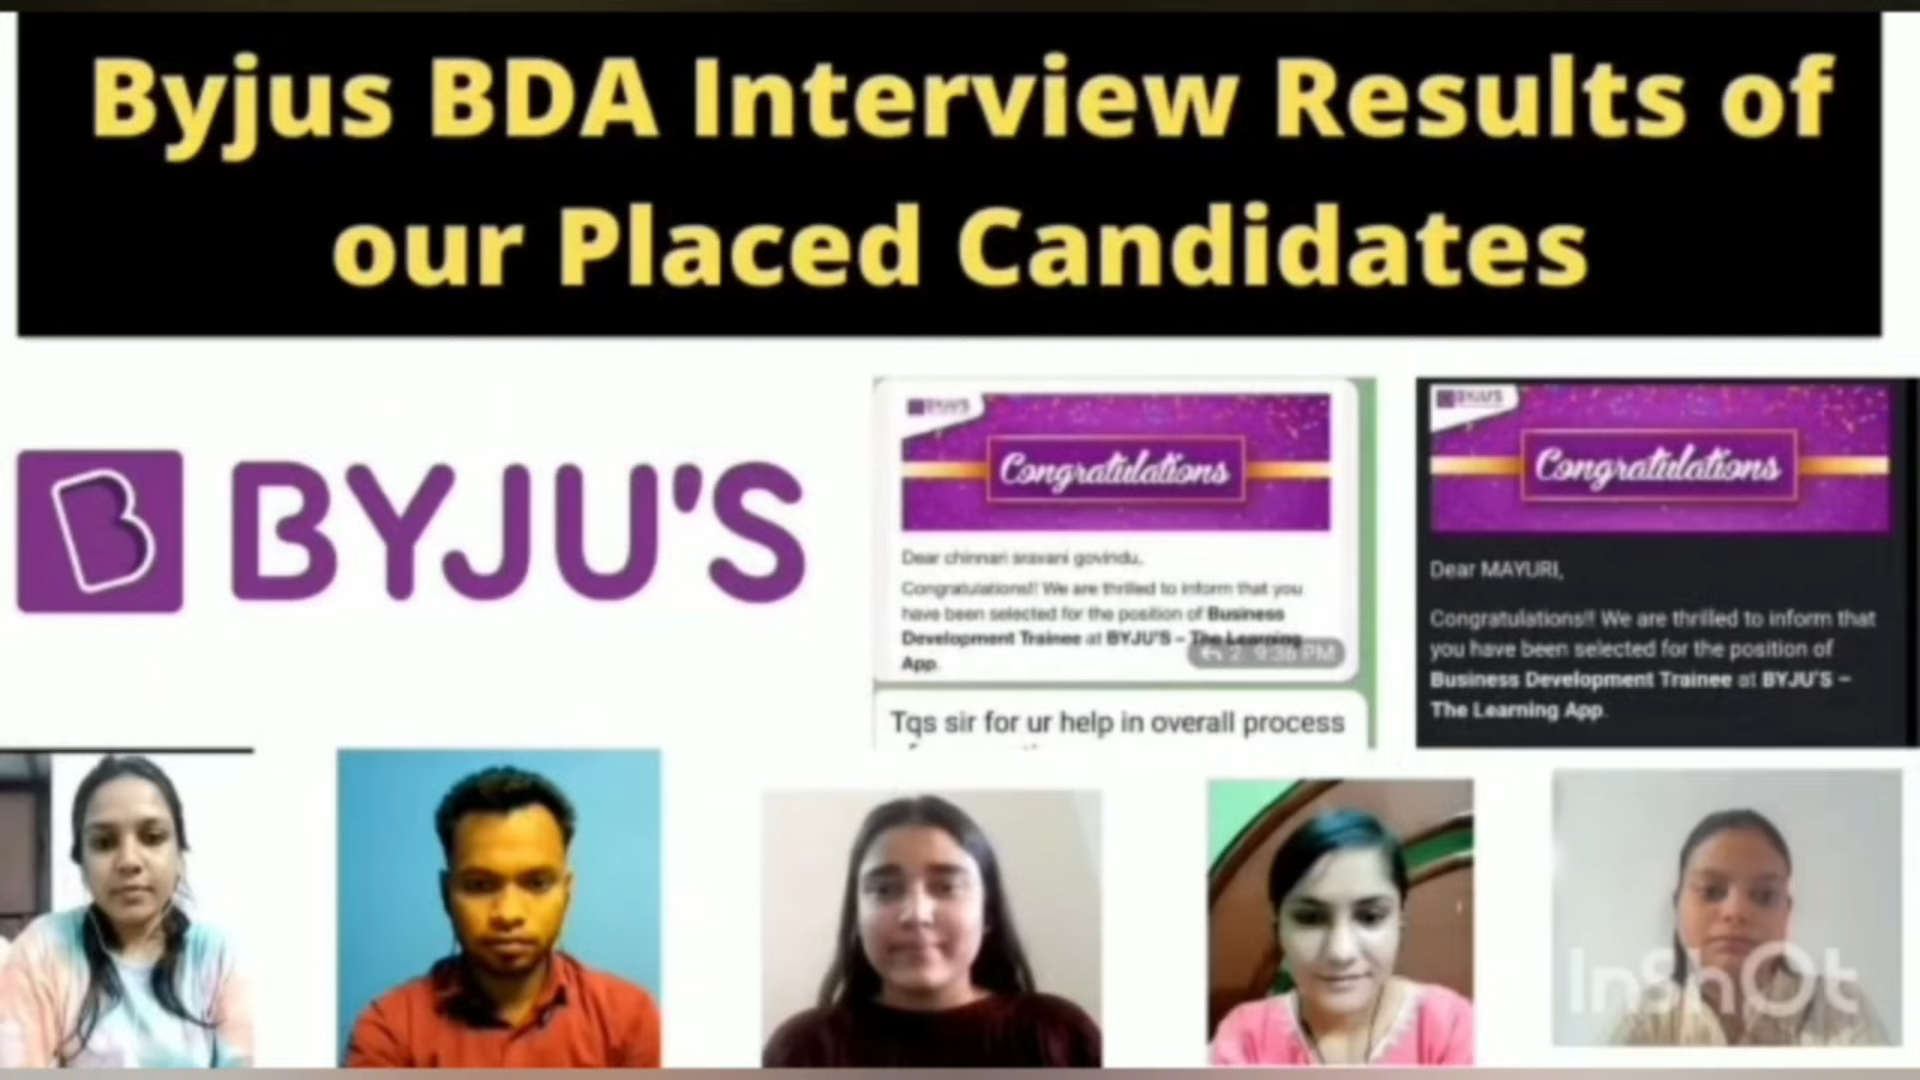 Byjus BDA Interview Results of
our Placed Candidates
BYJU'S
BYJU'S
Congratulations
Dear chinnari sravani govindu,
Congratulations!! We are thrilled to inform that you
have been selected for the position of Business
Development Trainee at BYJU'S – The Learning
App.
2 9:36 PM
Tqs sir for ur help in overall process
BYJU'S
Congratulations
Dear MAYURI,
Congratulations!! We are thrilled to inform that
you have been selected for the position of
Business Development Trainee at BYJU'S –
The Learning App.
InShOt